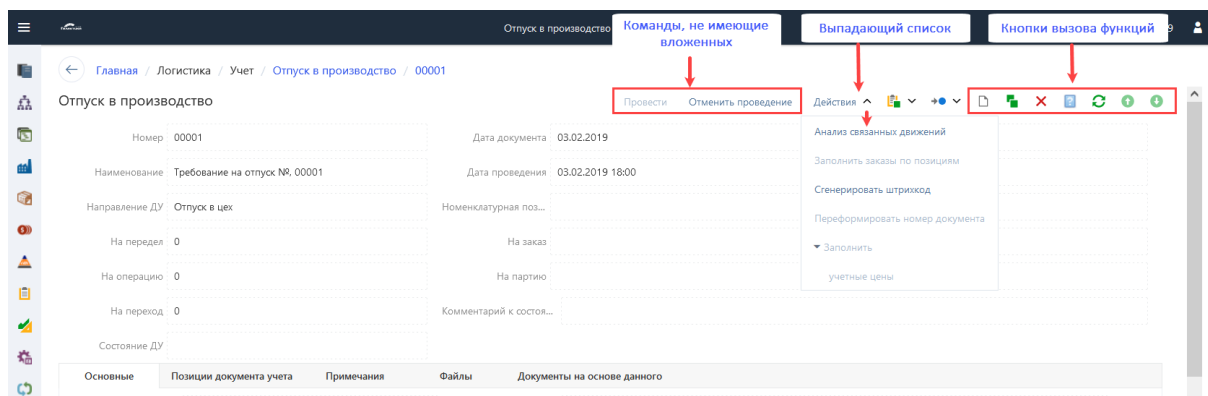 Отпуск в производство
Команды, не имеющие
вложенных
Выпадающий список
Кнопки вызова функций
9
Главная / Логистика / Учет / Отпуск в производство / 00001
Отпуск в производство
Провести Отменить проведение Действия
Номер 00001 Дата документа 03.02.2019
Наименование Требование на отпуск №, 00001 Дата проведения 03.02.2019 18:00
Направление ДУ Отпуск в цех Номенклатурная поз...
На передел 0 На заказ
На операцию 0 На партию
На переход 0 Комментарий к состоя...
Состояние ДУ
Анализ связанных движений
Заполнить заказы по позициям
Сгенерировать штрихкод
Переформировать номер документа
Заполнить
учетные цены
Основные Позиции документа учета Примечания Файлы Документы на основе данного